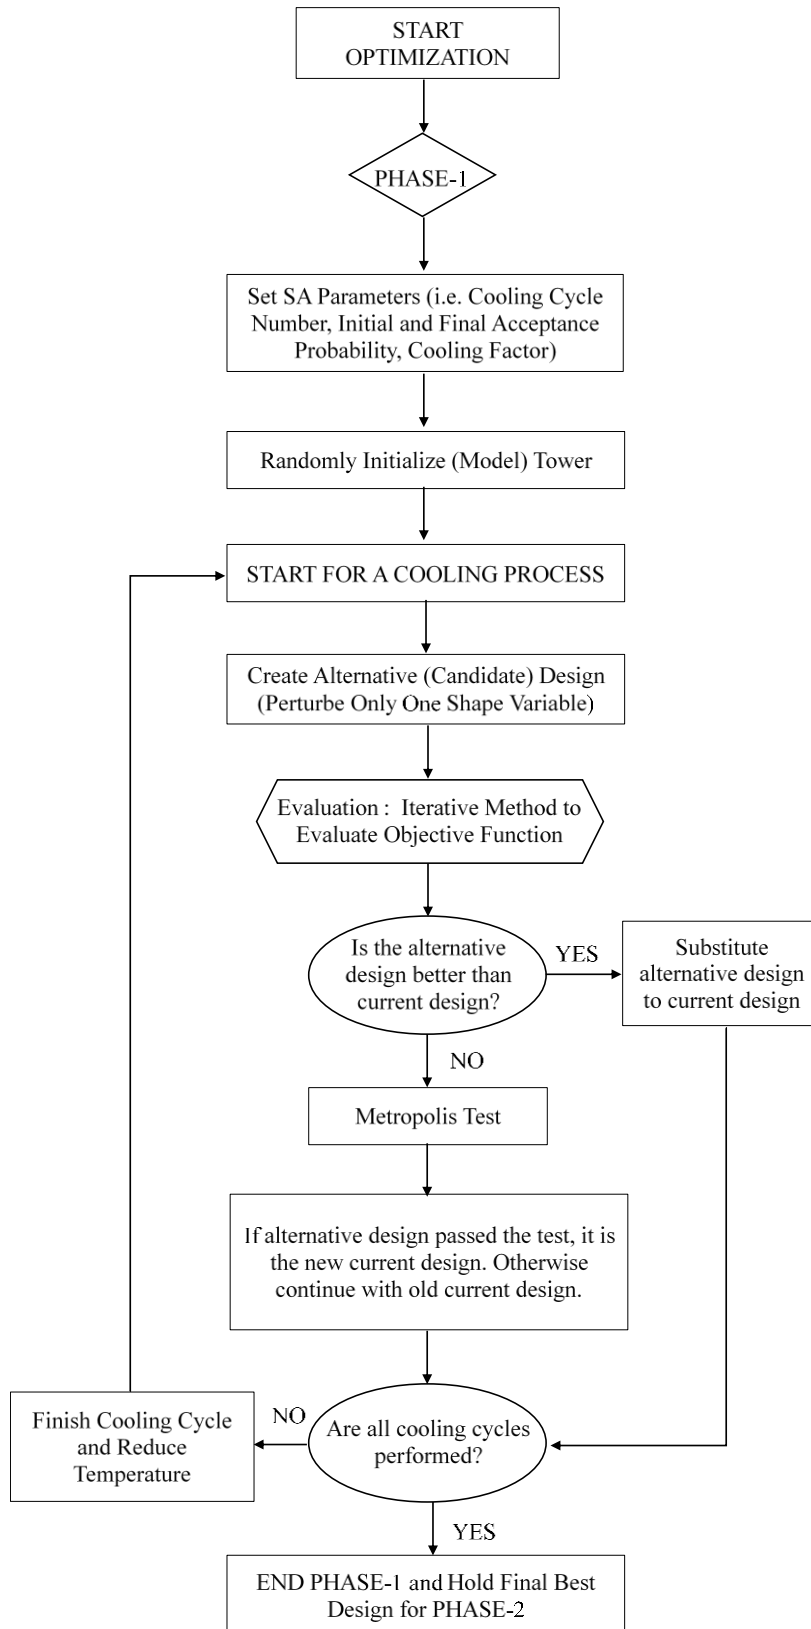 START
OPTIMIZATION
PHASE-1
Set SA Parameters (i.e. Cooling Cycle
Number, Initial and Final Acceptance
Probability, Cooling Factor)
Randomly Initialize (Model) Tower
START FOR A COOLING PROCESS
Create Alternative (Candidate) Design
(Perturbe Only One Shape Variable)
Evaluation : Iterative Method to
Evaluate Objective Function
Is the alternative
design better than
current design?
YES
Substitute
alternative design
to current design
NO
Metropolis Test
If alternative design passed the test, it is
the new current design. Otherwise
continue with old current design.
Are all cooling cycles
performed?
NO
Finish Cooling Cycle
and Reduce
Temperature
YES
END PHASE-1 and Hold Final Best
Design for PHASE-2